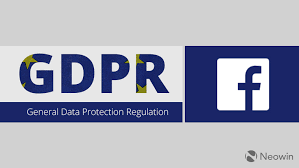 GDPR
General Data Protection Regulation
f
Neowin